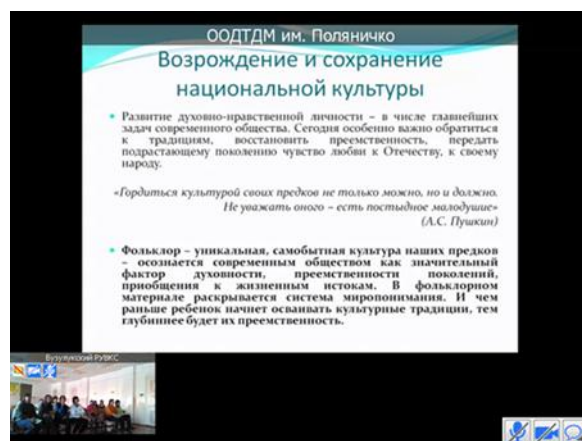 ООДТДМ им. Поляничко
Возрождение и сохранение
национальной культуры
• Развитие духовно-нравственной личности – в числе главнейших
задач современного общества. Сегодня особенно важно обратиться
к традициям, восстановить преемственность, передать
подрастающему поколению чувство любви к Отечеству, к своему
народу.
«Гордиться культурой своих предков не только можно, но и должно.
Не уважать оного – есть постыдное малодушие»
(А.С. Пушкин)
• Фольклор – уникальная, самобытная культура наших предков
– осознается современным обществом как значительный
фактор духовности, преемственности поколений,
приобщения к жизненным истокам. В фольклорном
материале раскрывается система миропонимания. И чем
раньше ребенок начнет осваивать культурные традиции, тем
глубиннее будет их преемственность.
Бузулукский РУВКС